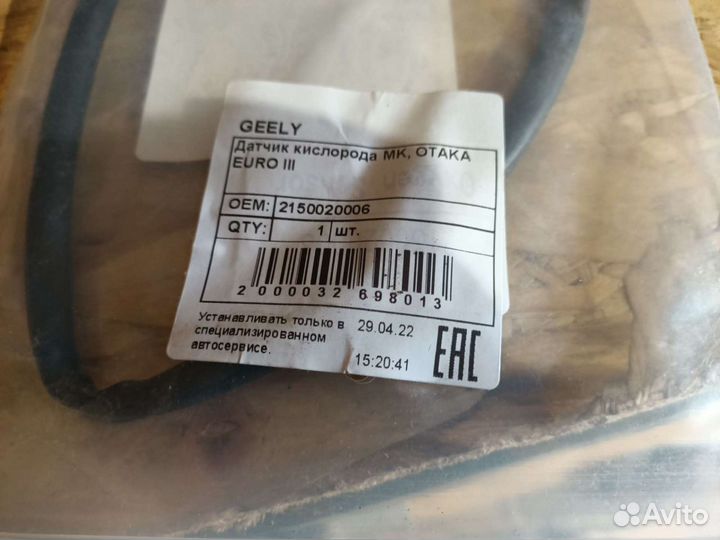 GEELY
Датчик кислорода МК, ОТАКА
EURO III
OEM: 2150020006
QTY: 1 шт.
2 000032 698013
Устанавливать только в
специализированном
автосервисе.
29.04.22
15:20:41
EAC
Avito